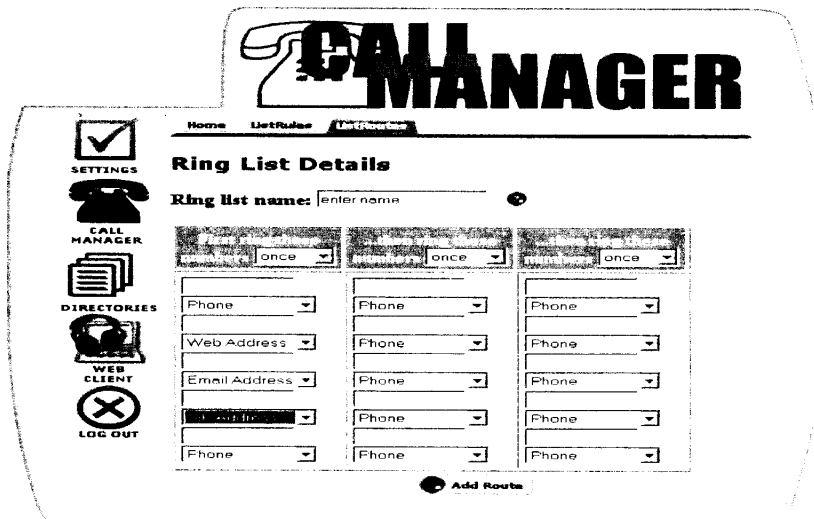 CALL
MANAGER
Home ListRules ListRoutes
SETTINGS
Ring List Details
Ring list name: enter name
CALL
MANAGER
once once once
DIRECTORIES
Phone Phone Phone
Web Address Phone Phone
WEB
CLIENT
Email Address Phone Phone
Phone Phone
LOG OUT
Phone Phone Phone
Add Route